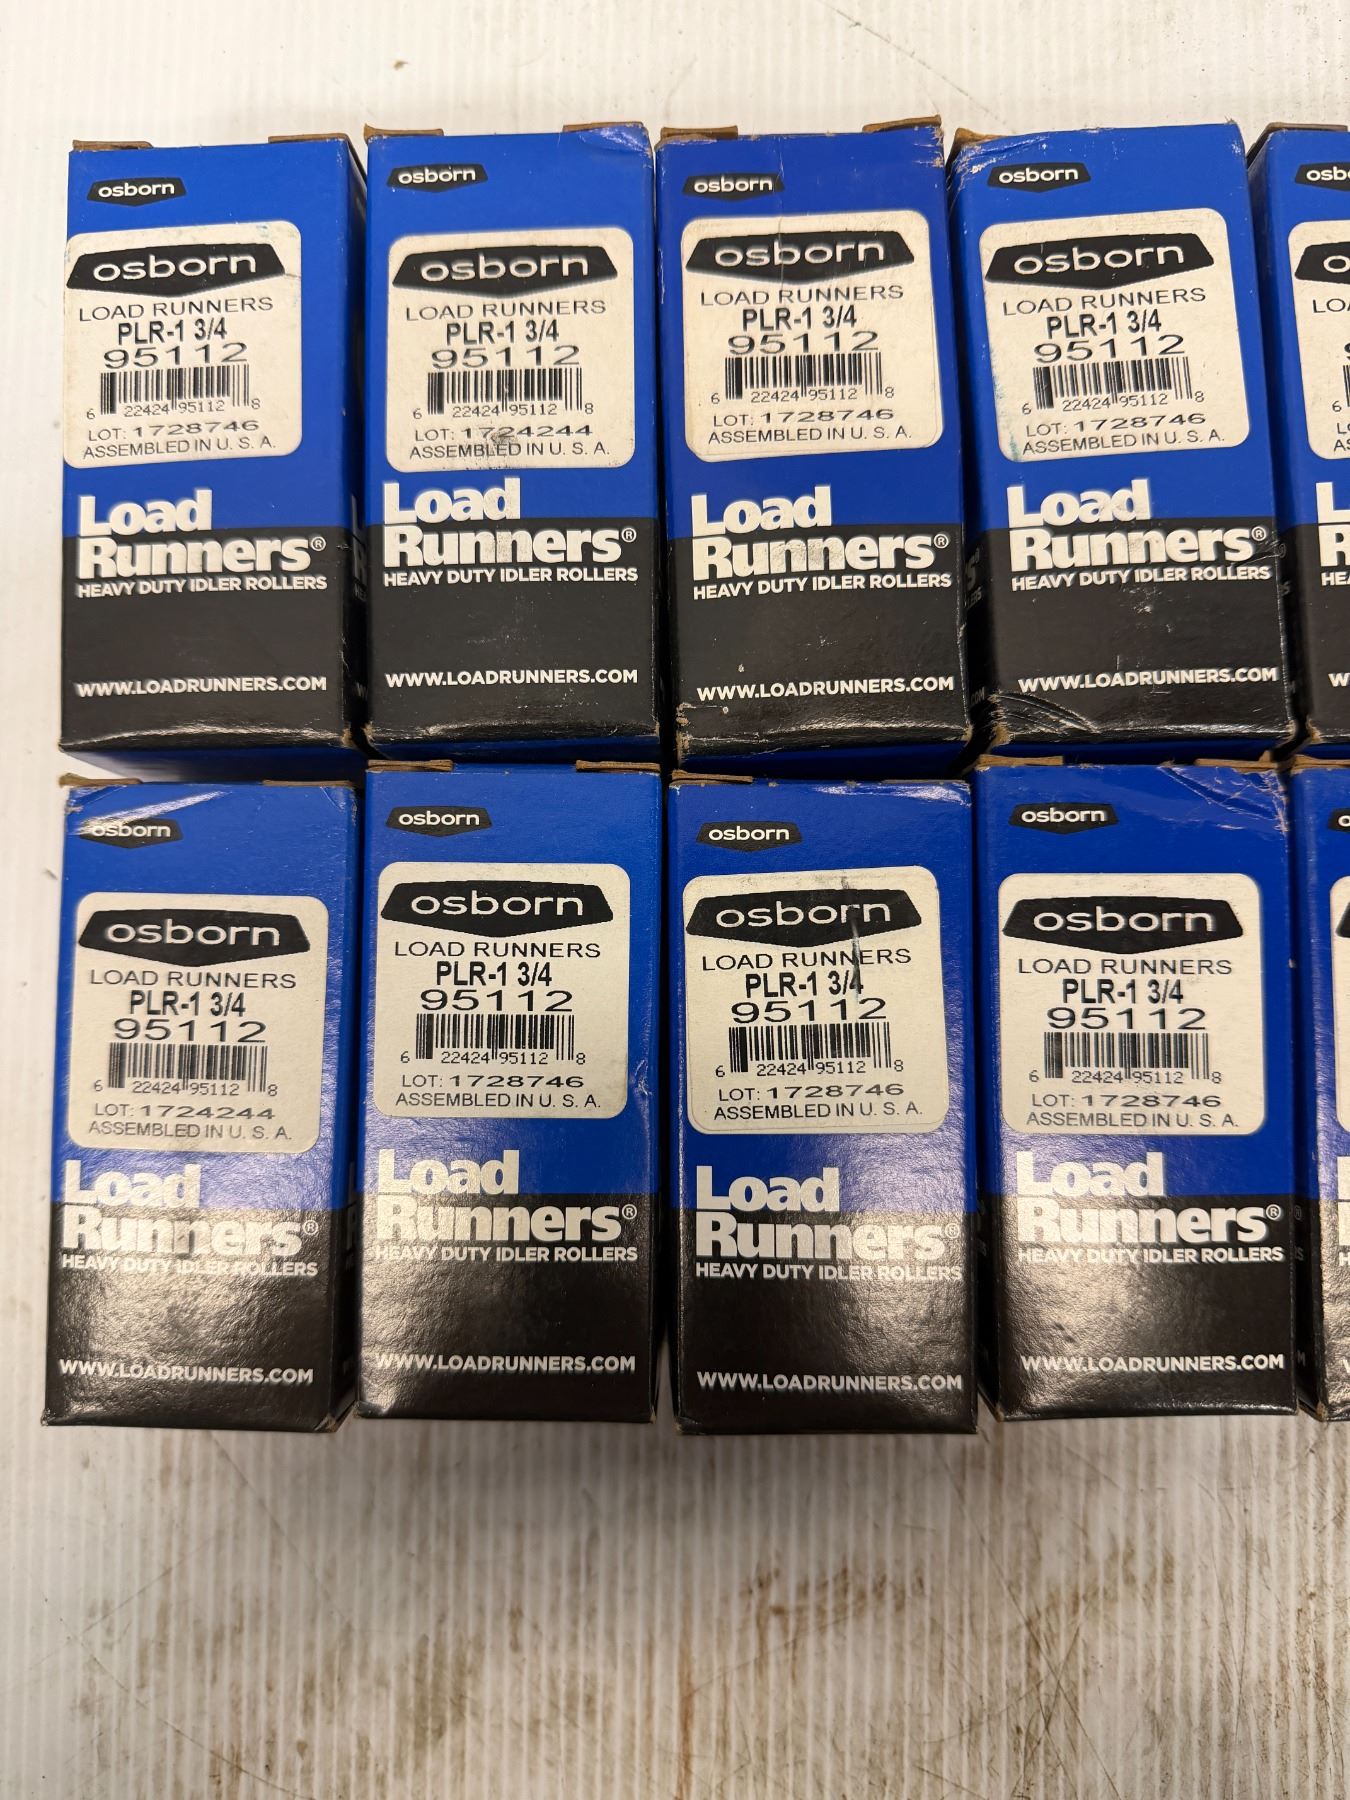 osborn
osborn
LOAD RUNNERS
PLR-1 3/4
95112
6 22424 95112 8
LOT: 1728746
ASSEMBLED IN U. S. A.
Load
Runners®
HEAVY DUTY IDLER ROLLERS
WWW.LOADRUNNERS.COM
osborn
osborn
LOAD RUNNERS
PLR-1 3/4
95112
6 22424 95112 8
LOT: 1724244
ASSEMBLED IN U. S. A.
Load
Runners®
HEAVY DUTY IDLER ROLLERS
WWW.LOADRUNNERS.COM
osborn
osborn
LOAD RUNNERS
PLR-1 3/4
95112
6 22424 95112 8
LOT: 1728746
ASSEMBLED IN U. S. A.
Load
Runners®
HEAVY DUTY IDLER ROLLERS
WWW.LOADRUNNERS.COM
osborn
osborn
LOAD RUNNERS
PLR-1 3/4
95112
6 22424 95112 8
LOT: 1728746
ASSEMBLED IN U. S. A.
Load
Runners®
HEAVY DUTY IDLER ROLLERS
WWW.LOADRUNNERS.COM
osborn
osborn
LOAD RUNNERS
PLR-1 3/4
95112
6 22424 95112 8
LOT: 1724244
ASSEMBLED IN U. S. A.
Load
Runners®
HEAVY DUTY IDLER ROLLERS
WWW.LOADRUNNERS.COM
osborn
osborn
LOAD RUNNERS
PLR-1 3/4
95112
6 22424 95112 8
LOT: 1728746
ASSEMBLED IN U. S. A.
Load
Runners®
HEAVY DUTY IDLER ROLLERS
WWW.LOADRUNNERS.COM
osborn
osborn
LOAD RUNNERS
PLR-1 3/4
95112
6 22424 95112 8
LOT: 1728746
ASSEMBLED IN U. S. A.
Load
Runners®
HEAVY DUTY IDLER ROLLERS
WWW.LOADRUNNERS.COM
osborn
osborn
LOAD RUNNERS
PLR-1 3/4
95112
6 22424 95112 8
LOT: 1728746
ASSEMBLED IN U. S. A.
Load
Runners®
HEAVY DUTY IDLER ROLLERS
WWW.LOADRUNNERS.COM